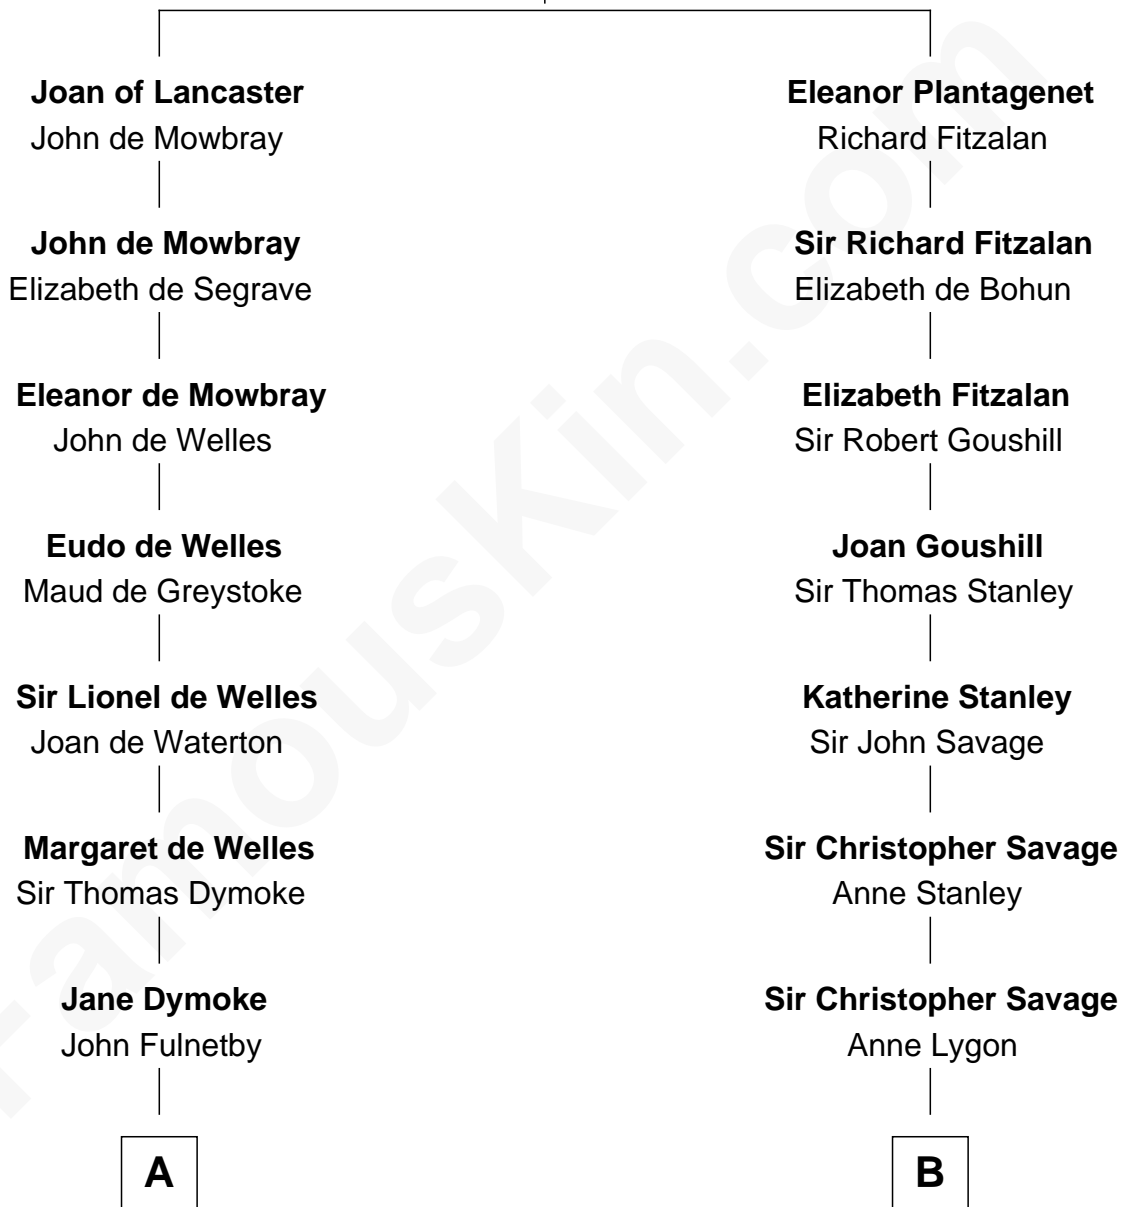 Joan of Lancaster
John de Mowbray
Eleanor Plantagenet
Richard Fitzalan
John de Mowbray
Elizabeth de Segrave
Sir Richard Fitzalan
Elizabeth de Bohun
Eleanor de Mowbray
John de Welles
Elizabeth Fitzalan
Sir Robert Goushill
Eudo de Welles
Maud de Greystoke
Joan Goushill
Sir Thomas Stanley
Sir Lionel de Welles
Joan de Waterton
Katherine Stanley
Sir John Savage
Margaret de Welles
Sir Thomas Dymoke
Sir Christopher Savage
Anne Stanley
Jane Dymoke
John Fulnetby
Sir Christopher Savage
Anne Lygon
A
B
FamousKin.com